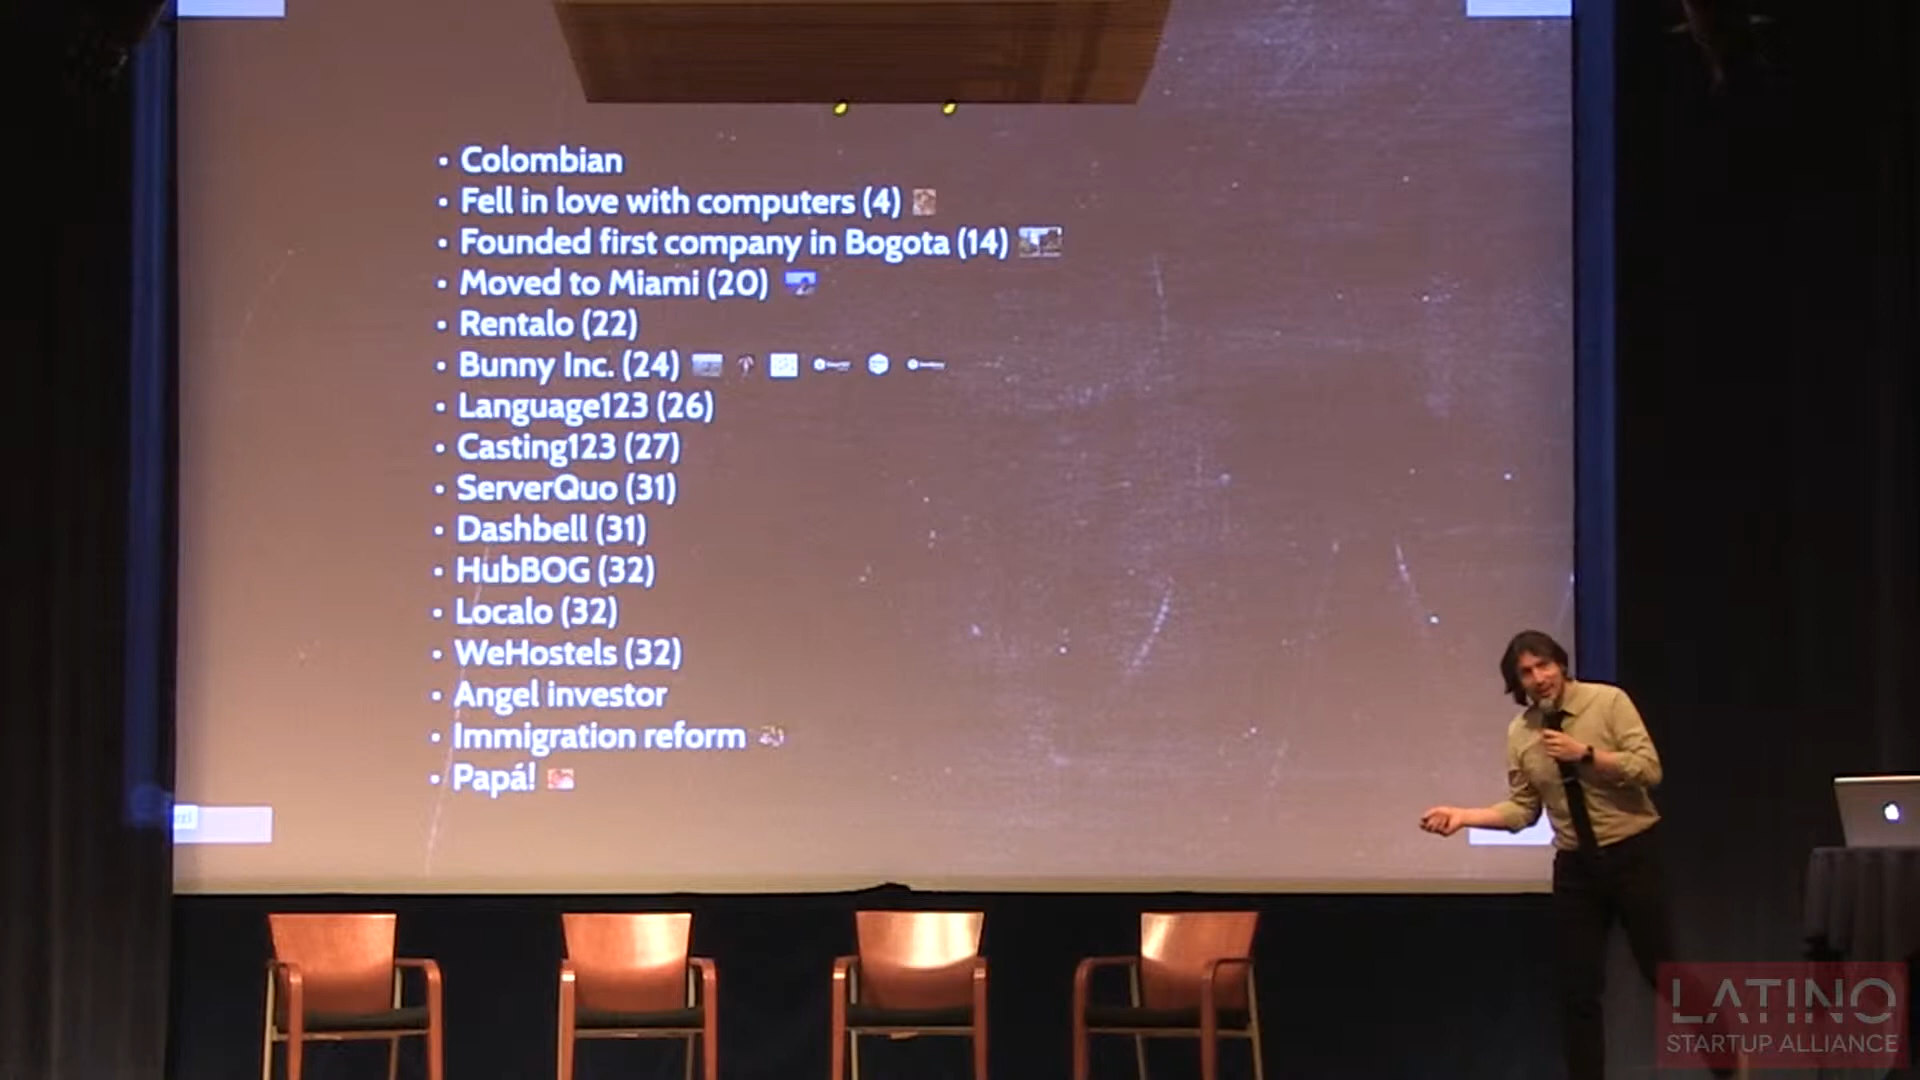 • Colombian
• Fell in love with computers (4)
• Founded first company in Bogota (14)
• Moved to Miami (20)
• Rentalo (22)
• Bunny Inc. (24)
• Language123 (26)
• Casting123 (27)
• ServerQuo (31)
• Dashbell (31)
• HubBOG (32)
• Localo (32)
• WeHostels (32)
• Angel investor
• Immigration reform
• Papá!
LATINO
STARTUP ALLIANCE